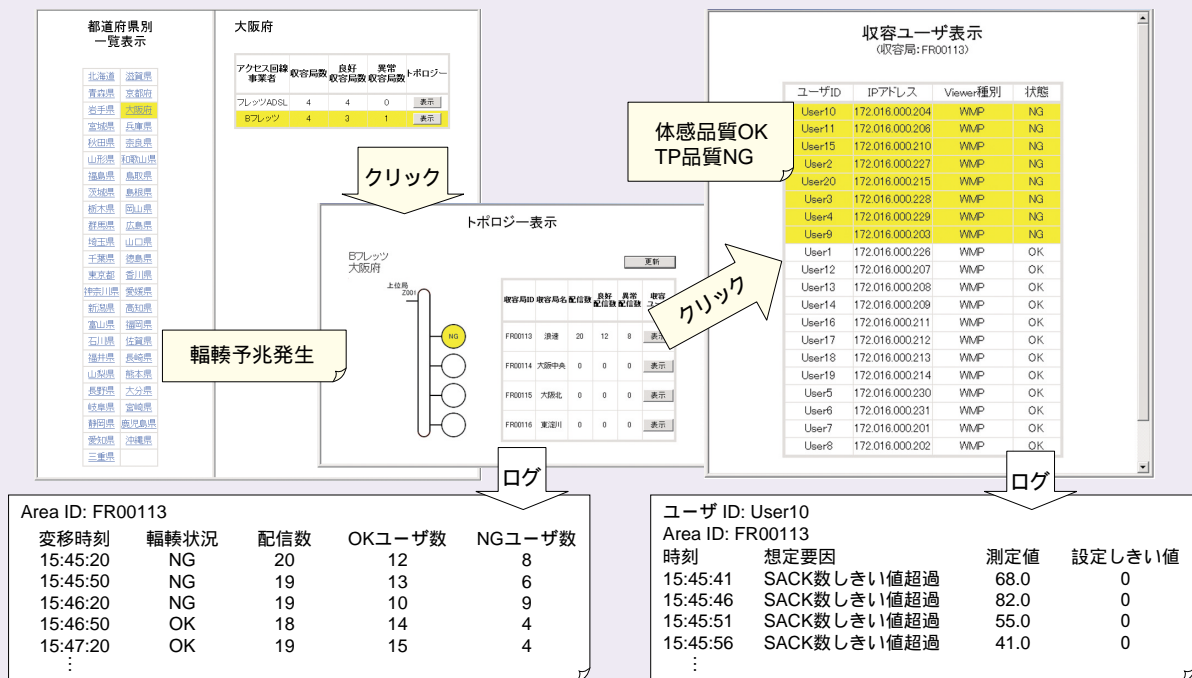 都道府県別
一覧表示
北海道 滋賀県
青森県 京都府
岩手県 大阪府
宮城県 兵庫県
秋田県 奈良県
山形県 和歌山県
福島県 鳥取県
茨城県 島根県
栃木県 岡山県
群馬県 広島県
埼玉県 山口県
千葉県 徳島県
東京都 香川県
神奈川県 愛媛県
新潟県 高知県
富山県 福岡県
石川県 佐賀県
福井県 長崎県
山梨県 熊本県
長野県 大分県
岐阜県 宮崎県
静岡県 鹿児島県
愛知県 沖縄県
三重県
大阪府
アクセス回線事業者 収容局数 良好収容局数 異常収容局数 トポロジー
フレッツADSL 4 4 0 表示
Bフレッツ 4 3 1 表示
クリック
トポロジー表示
Bフレッツ
大阪府
更新
上位局
Z001
NG
輻輳予兆発生
収容局ID 収容局名 配信数 良好配信数 異常配信数 収容ユーザ
FR00113 浪速 20 12 8 表示
FR00114 大阪中央 0 0 0 表示
FR00115 大阪北 0 0 0 表示
FR00116 東淀川 0 0 0 表示
クリック
収容ユーザ表示
(収容局:FR00113)
体感品質OK
TP品質NG
ユーザID IPアドレス Viewer種別 状態
User10 172.016.000.204 WMP NG
User11 172.016.000.206 WMP NG
User15 172.016.000.210 WMP NG
User2 172.016.000.227 WMP NG
User20 172.016.000.215 WMP NG
User3 172.016.000.228 WMP NG
User4 172.016.000.229 WMP NG
User9 172.016.000.203 WMP NG
User1 172.016.000.226 WMP OK
User12 172.016.000.207 WMP OK
User13 172.016.000.208 WMP OK
User14 172.016.000.209 WMP OK
User16 172.016.000.211 WMP OK
User17 172.016.000.212 WMP OK
User18 172.016.000.213 WMP OK
User19 172.016.000.214 WMP OK
User5 172.016.000.230 WMP OK
User6 172.016.000.231 WMP OK
User7 172.016.000.201 WMP OK
User8 172.016.000.202 WMP OK
ログ
Area ID: FR00113
変移時刻 輻輳状況 配信数 OKユーザ数 NGユーザ数
15:45:20 NG 20 12 8
15:45:50 NG 19 13 6
15:46:20 NG 19 10 9
15:46:50 OK 18 14 4
15:47:20 OK 19 15 4
⋮
ログ
ユーザ ID: User10
Area ID: FR00113
時刻 想定要因 測定値 設定しきい値
15:45:41 SACK数しきい値超過 68.0 0
15:45:46 SACK数しきい値超過 82.0 0
15:45:51 SACK数しきい値超過 55.0 0
15:45:56 SACK数しきい値超過 41.0 0
⋮